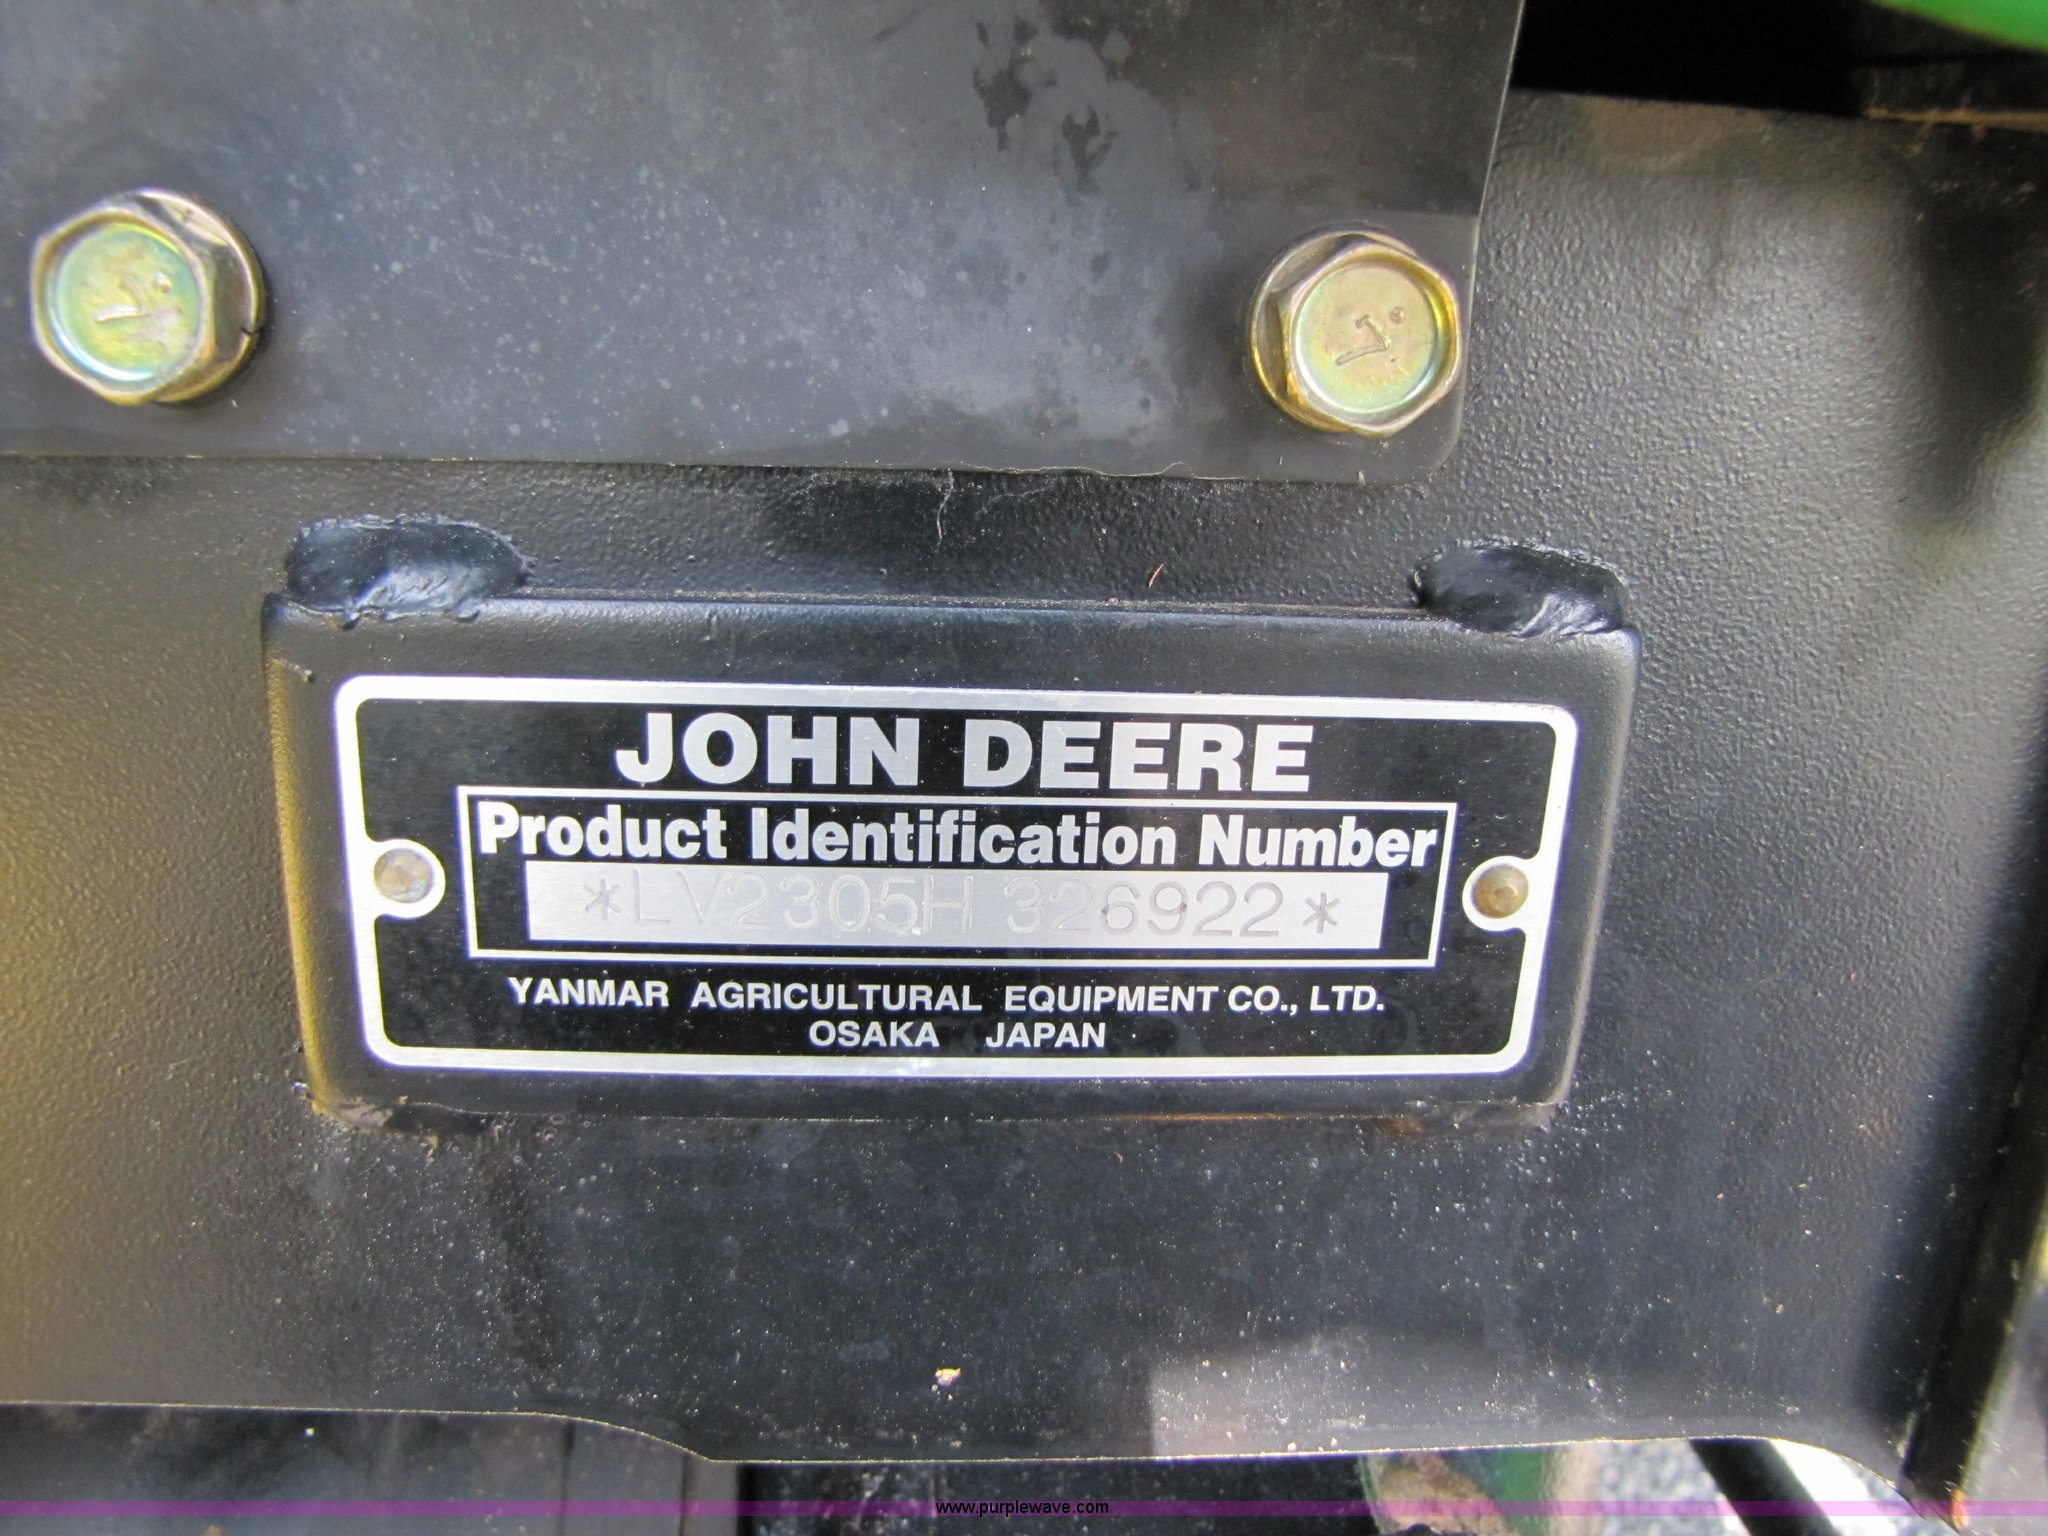 JOHN DEERE
Product Identification Number
*LV2305H 326922*
YANMAR AGRICULTURAL EQUIPMENT CO., LTD.
OSAKA JAPAN
www.purplewave.com